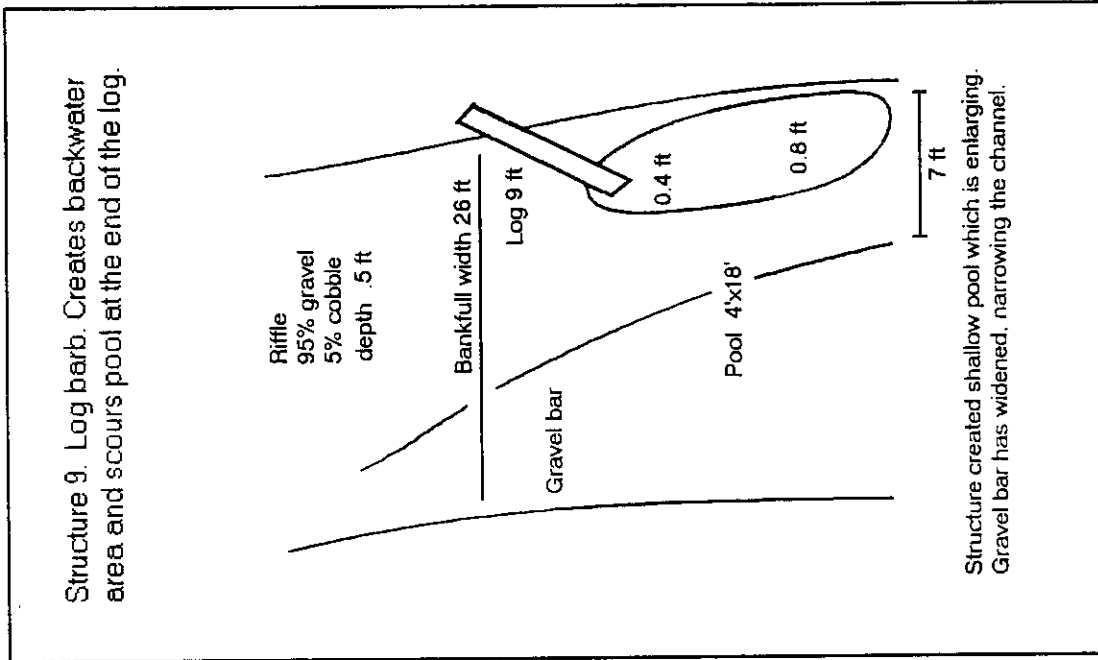 Structure 9. Log barb. Creates backwater
area and scours pool at the end of the log.
Riffle
95% gravel
5% cobble
depth .5 ft
Bankfull width 26 ft
Log 9 ft
Gravel bar
0.4 ft
0.8 ft
Pool 4'x18'
7 ft
Structure created shallow pool which is enlarging.
Gravel bar has widened, narrowing the channel.